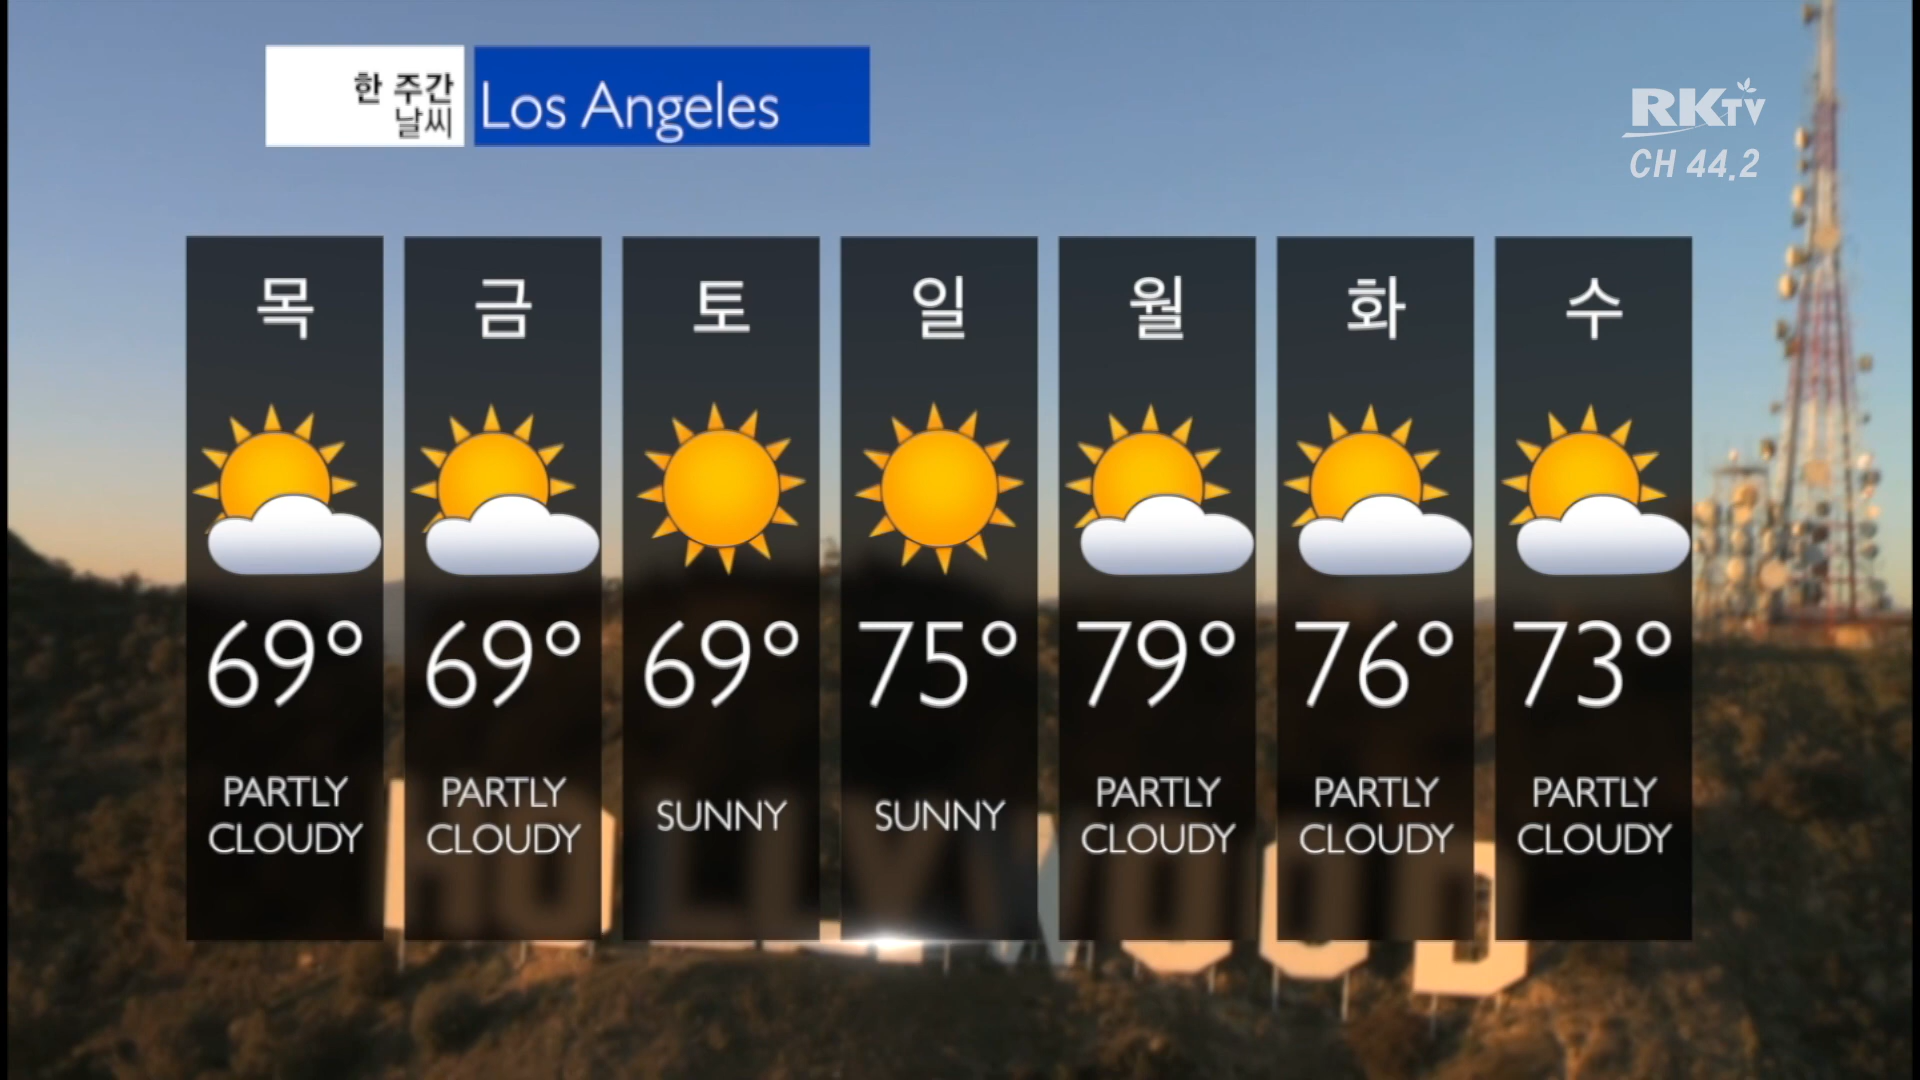 한 주간
날씨
Los Angeles
RKTV
CH 44.2
목 금 토 일 월 화 수
69° 69° 69° 75° 79° 76° 73°
PARTLY CLOUDY
PARTLY CLOUDY
SUNNY
SUNNY
PARTLY CLOUDY
PARTLY CLOUDY
PARTLY CLOUDY
HOLLYWOOD